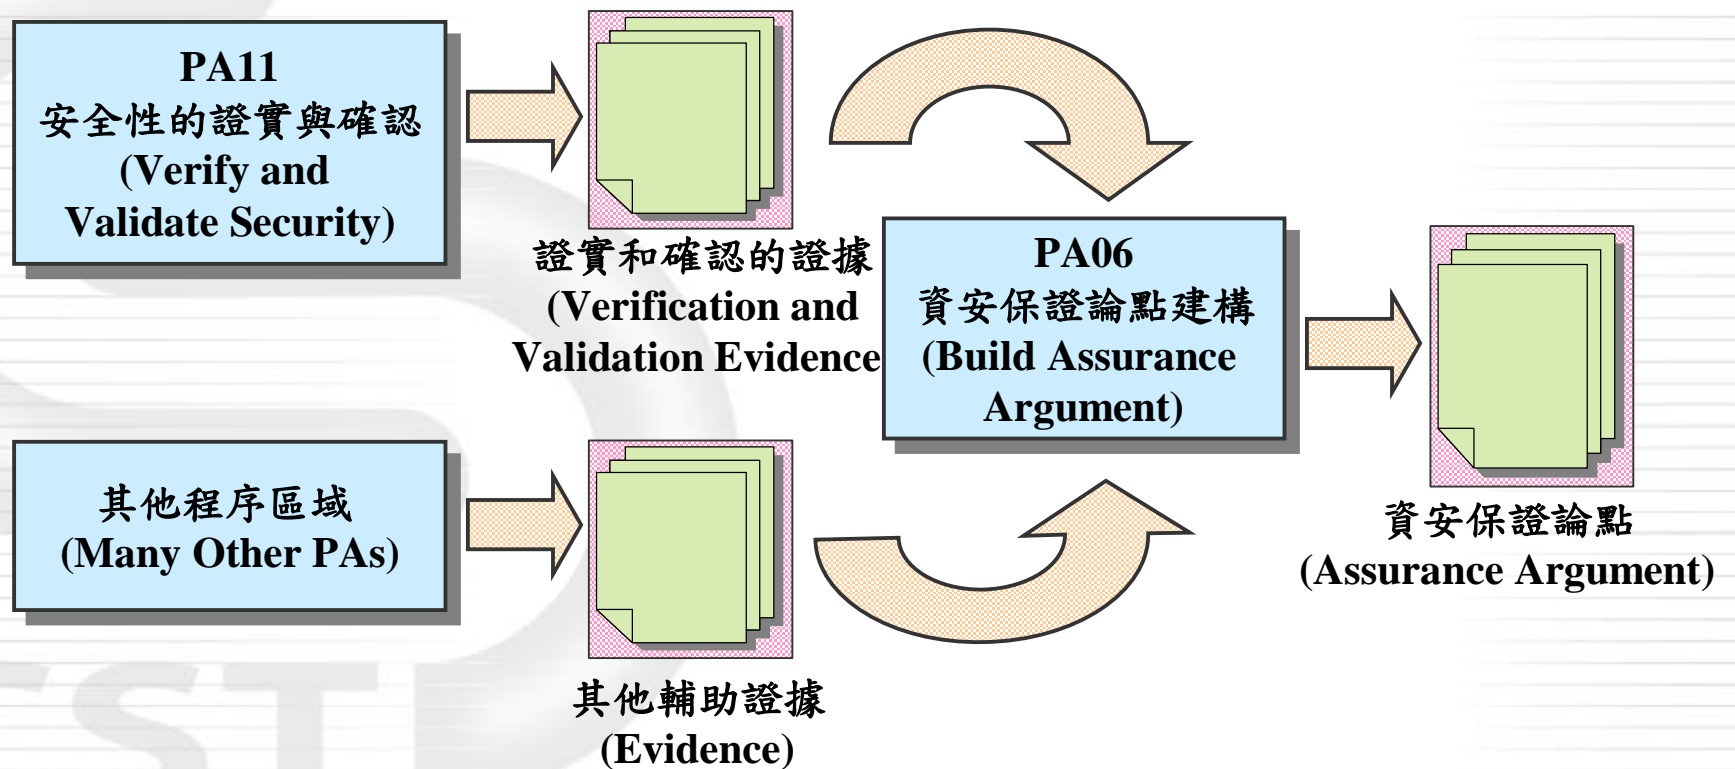 PA11
安全性的證實與確認
(Verify and
Validate Security)
證實和確認的證據
(Verification and
Validation Evidence
PA06
資安保證論點建構
(Build Assurance
Argument)
資安保證論點
(Assurance Argument)
其他程序區域
(Many Other PAs)
其他輔助證據
(Evidence)